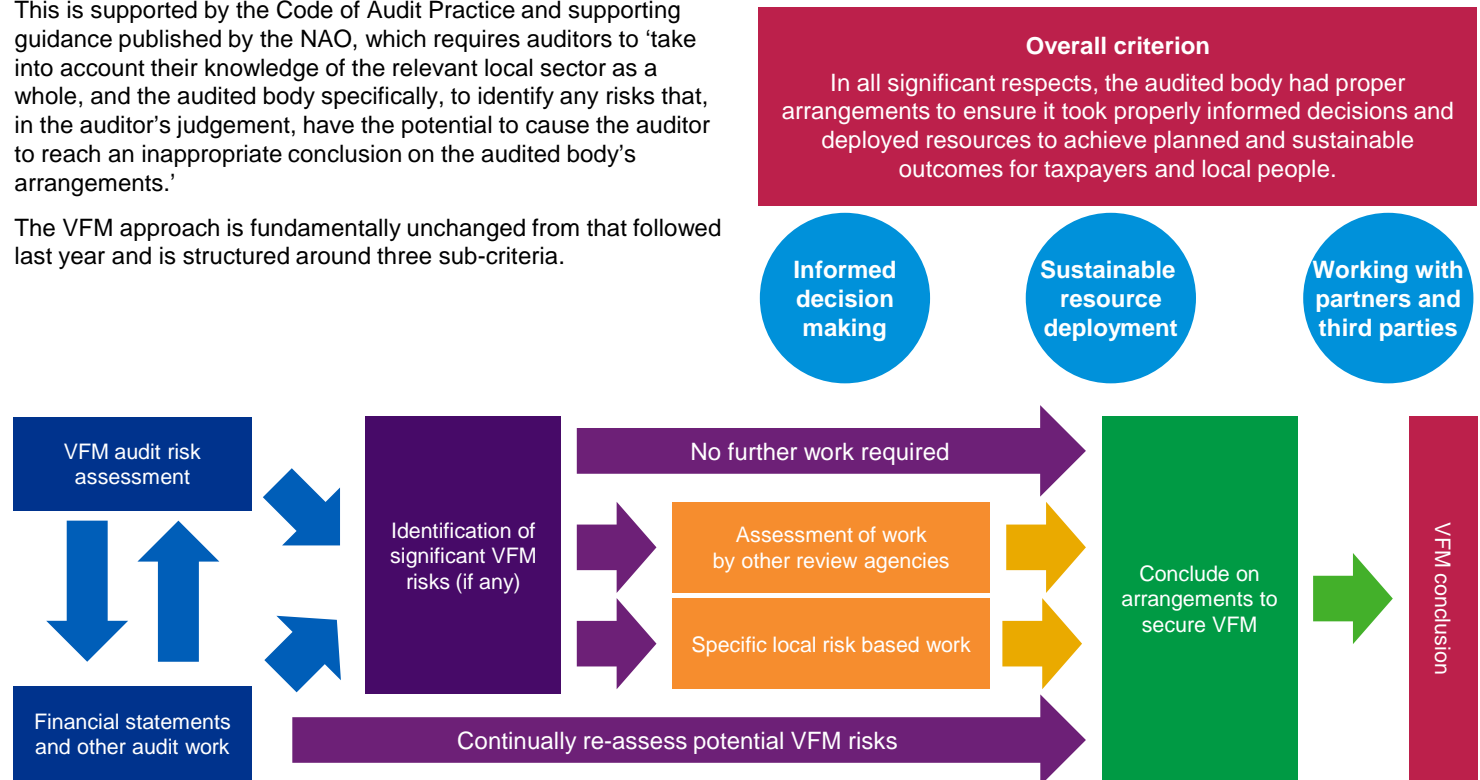 This is supported by the Code of Audit Practice and supporting
guidance published by the NAO, which requires auditors to ‘take
into account their knowledge of the relevant local sector as a
whole, and the audited body specifically, to identify any risks that,
in the auditor’s judgement, have the potential to cause the auditor
to reach an inappropriate conclusion on the audited body’s
arrangements.’
The VFM approach is fundamentally unchanged from that followed
last year and is structured around three sub-criteria.
Overall criterion
In all significant respects, the audited body had proper
arrangements to ensure it took properly informed decisions and
deployed resources to achieve planned and sustainable
outcomes for taxpayers and local people.
Informed
decision
making
Sustainable
resource
deployment
Working with
partners and
third parties
VFM audit risk
assessment
Financial statements
and other audit work
Identification of
significant VFM
risks (if any)
No further work required
Assessment of work
by other review agencies
Specific local risk based work
Continually re-assess potential VFM risks
Conclude on
arrangements to
secure VFM
VFM conclusion